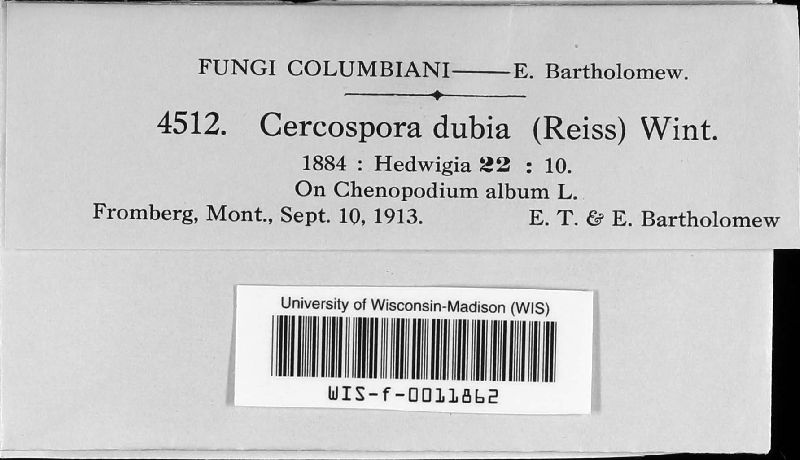 FUNGI COLUMBIANI——E. Bartholomew.
4512. Cercospora dubia (Reiss) Wint.
1884 : Hedwigia 22 : 10.
On Chenopodium album L.
Fromberg, Mont., Sept. 10, 1913. E. T. & E. Bartholomew
University of Wisconsin-Madison (WIS)
WIS-f-0011862